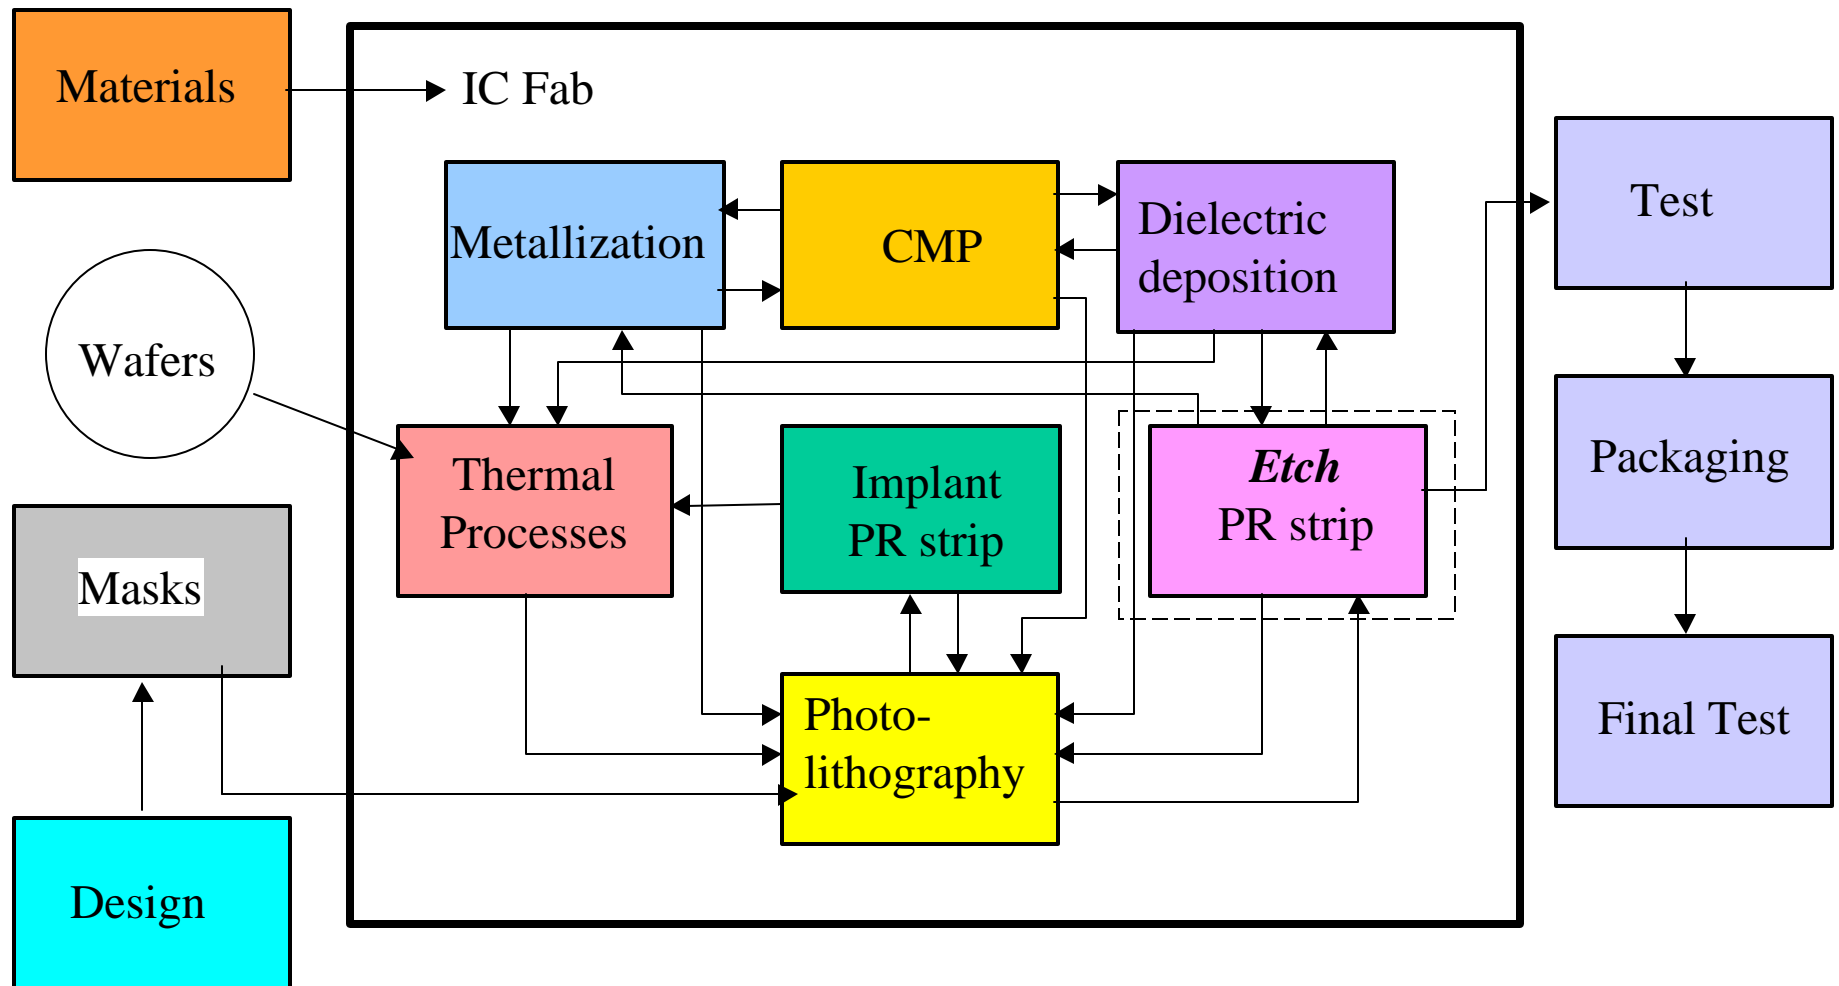 Materials
IC Fab
Metallization
CMP
Dielectric
deposition
Test
Wafers
Thermal
Processes
Implant
PR strip
Etch
PR strip
Packaging
Masks
Photo-
lithography
Final Test
Design